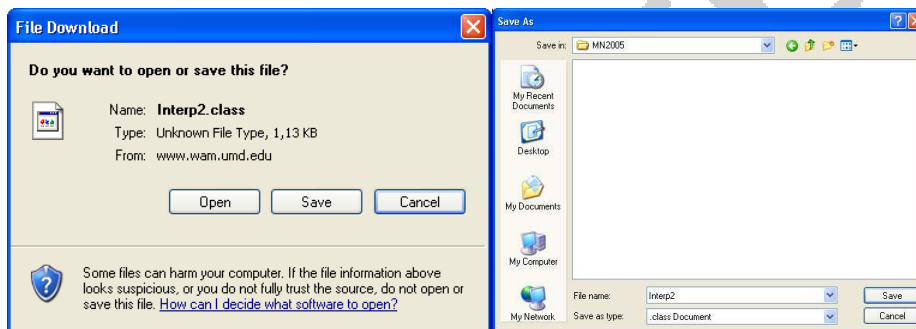 File Download
Do you want to open or save this file?
Name: Interp2.class
Type: Unknown File Type, 1,13 KB
From: www.wam.umd.edu
Open
Save
Cancel
Some files can harm your computer. If the file information above
looks suspicious, or you do not fully trust the source, do not open or
save this file. How can I decide what software to open?
Save As
Save in: MN2005
My Recent
Documents
Desktop
My Documents
My Computer
My Network
File name: Interp2
Save
Save as type: .class Document
Cancel